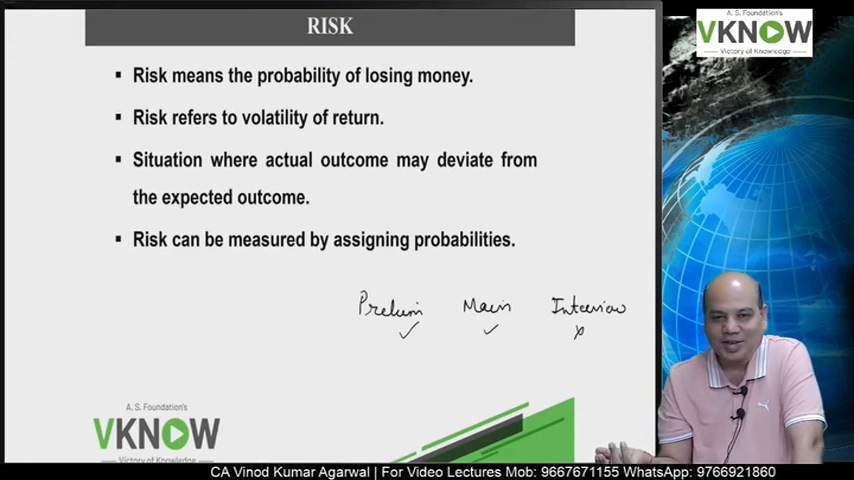 RISK
A. S. Foundation's
VKNOW
Victory of Knowledge
▪ Risk means the probability of losing money.
▪ Risk refers to volatility of return.
▪ Situation where actual outcome may deviate from
the expected outcome.
▪ Risk can be measured by assigning probabilities.
Prelium Main Interview
✓ ✓ ✗
A. S. Foundation's
VKNOW
Victory of Knowledge
CA Vinod Kumar Agarwal | For Video Lectures Mob: 9667671155 WhatsApp: 9766921860